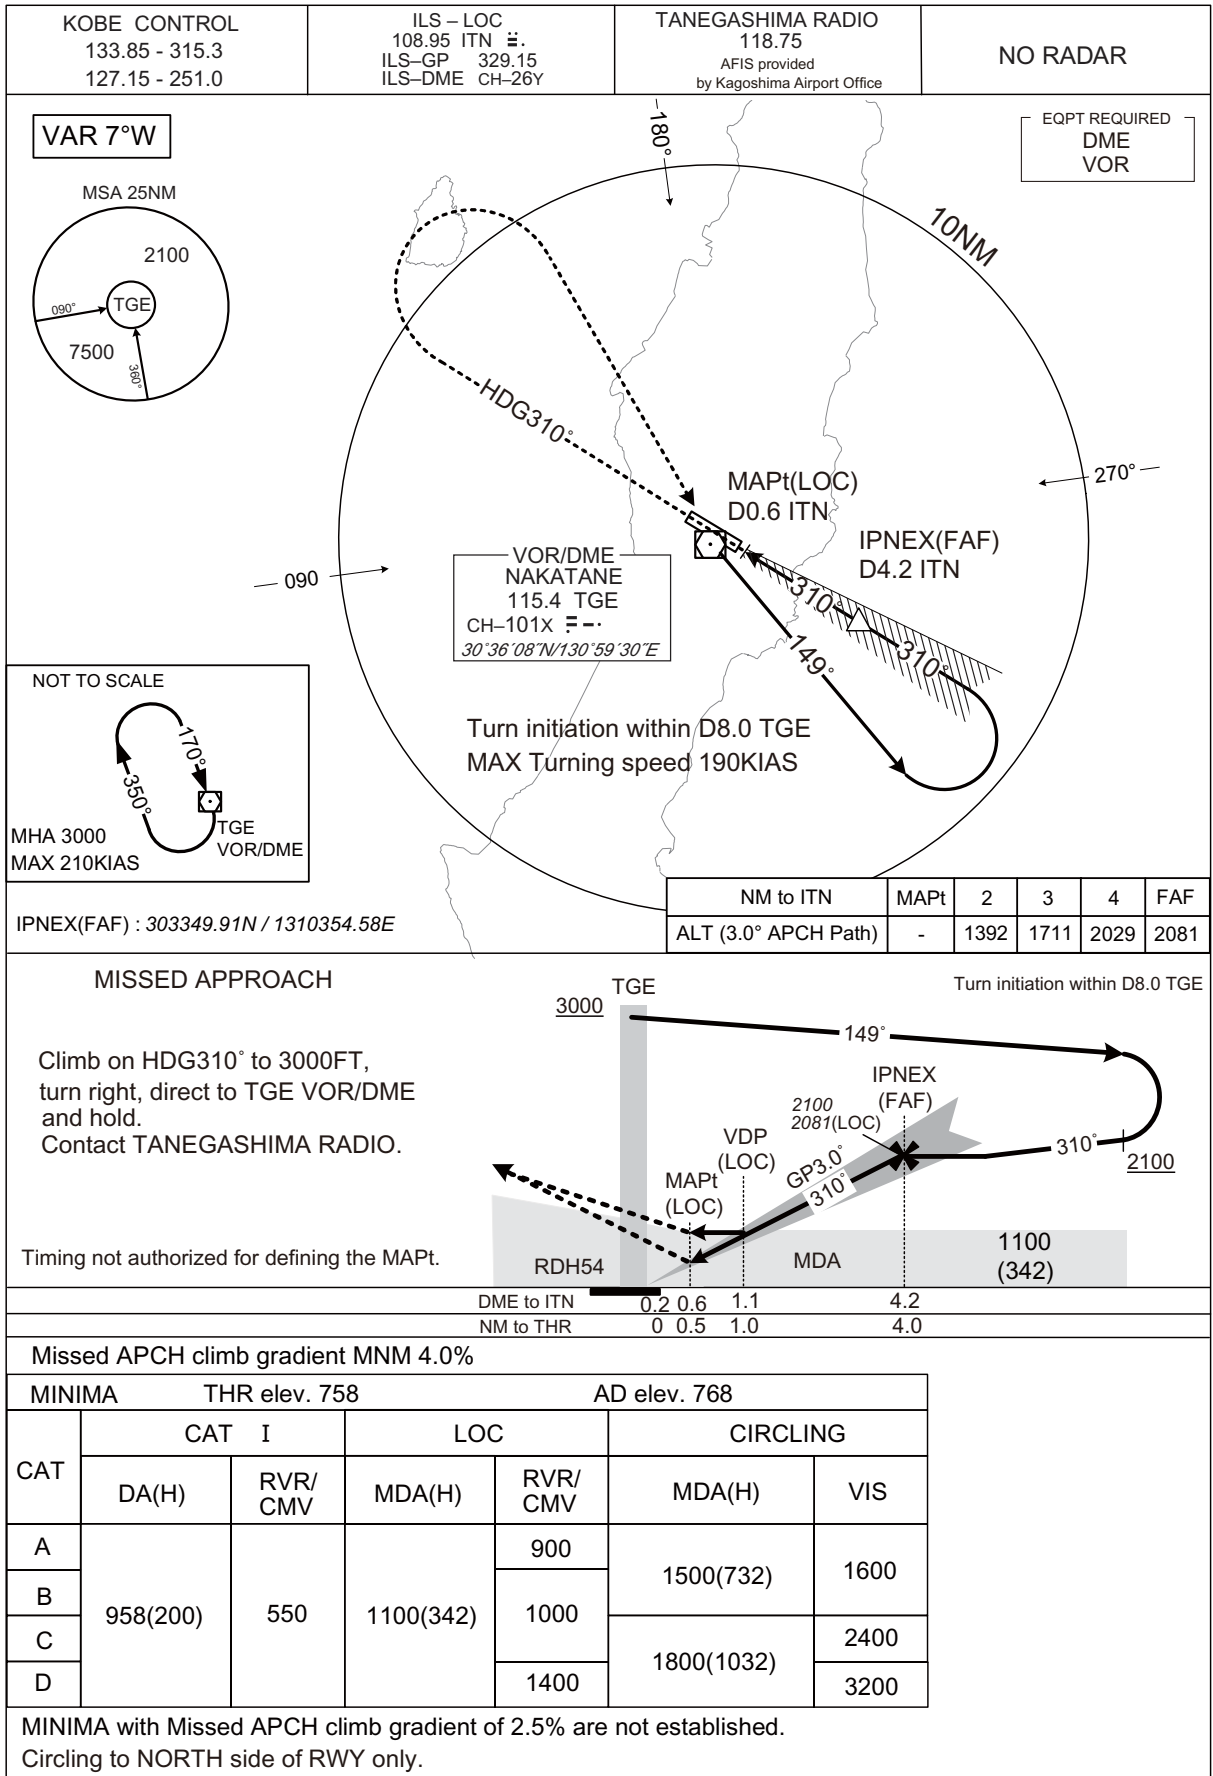 KOBE CONTROL
133.85 - 315.3
127.15 - 251.0
ILS – LOC
108.95 ITN
ILS–GP 329.15
ILS–DME CH–26Y
TANEGASHIMA RADIO
118.75
AFIS provided
by Kagoshima Airport Office
NO RADAR
VAR 7°W
EQPT REQUIRED
DME
VOR
MSA 25NM
2100
TGE
090°
7500
360°
180°
10NM
HDG310°
270°
090
MAPt(LOC)
D0.6 ITN
IPNEX(FAF)
D4.2 ITN
310°
310°
149°
VOR/DME
NAKATANE
115.4 TGE
CH–101X
30°36′08″N/130°59′30″E
Turn initiation within D8.0 TGE
MAX Turning speed 190KIAS
NOT TO SCALE
170°
350°
TGE
VOR/DME
MHA 3000
MAX 210KIAS
IPNEX(FAF) : 303349.91N / 1310354.58E
NM to ITN MAPt 2 3 4 FAF
ALT (3.0° APCH Path) - 1392 1711 2029 2081
MISSED APPROACH
Climb on HDG310° to 3000FT,
turn right, direct to TGE VOR/DME
and hold.
Contact TANEGASHIMA RADIO.
Timing not authorized for defining the MAPt.
TGE
3000
Turn initiation within D8.0 TGE
149°
IPNEX
(FAF)
2100
2081(LOC)
VDP
(LOC)
MAPt
(LOC)
GP3.0°
310°
310°
2100
RDH54
MDA
1100
(342)
DME to ITN 0.2 0.6 1.1 4.2
NM to THR 0 0.5 1.0 4.0
Missed APCH climb gradient MNM 4.0%
MINIMA THR elev. 758 AD elev. 768
CAT CAT I LOC CIRCLING
DA(H) RVR/CMV MDA(H) RVR/CMV MDA(H) VIS
A 958(200) 550 1100(342) 900 1500(732) 1600
B 1000
C 1800(1032) 2400
D 1400 3200
MINIMA with Missed APCH climb gradient of 2.5% are not established.
Circling to NORTH side of RWY only.